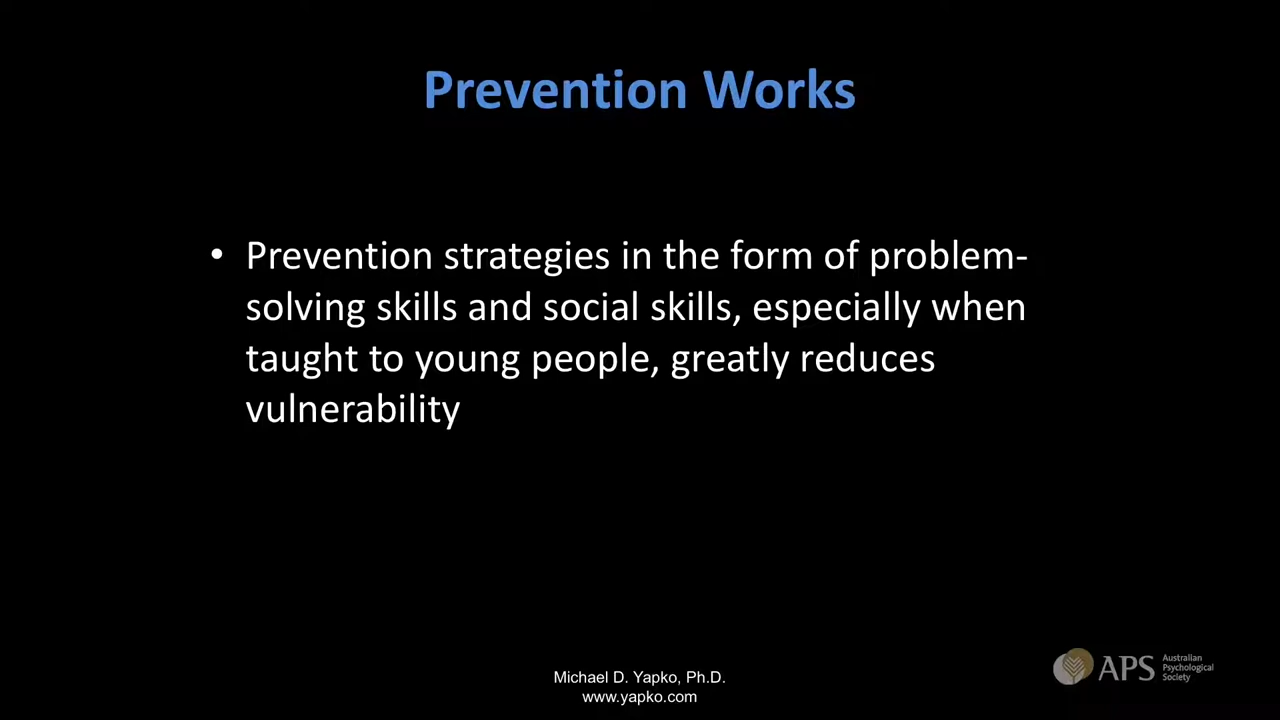 Prevention Works
• Prevention strategies in the form of problem-
solving skills and social skills, especially when
taught to young people, greatly reduces
vulnerability
Michael D. Yapko, Ph.D.
www.yapko.com
APS
Australian
Psychological
Society